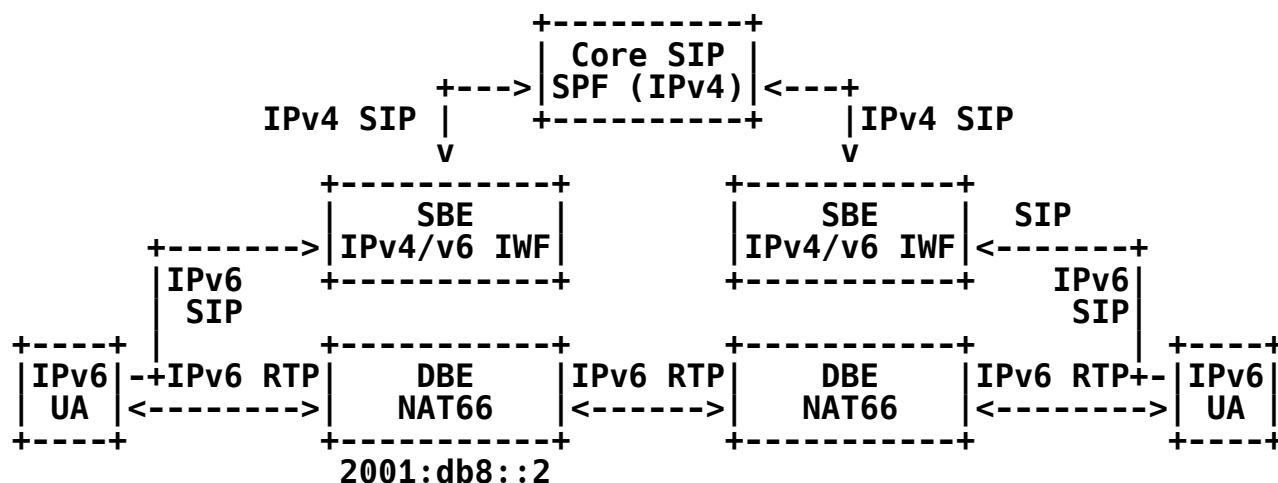 +----------+
                            | Core SIP |
                       +--->|SPF (IPv4)|<---+
             IPv4 SIP |     +----------+    |IPv4 SIP
                      v                     v
                +-----------+         +-----------+
                |    SBE    |         |    SBE    |  SIP
       +------->|IPv4/v6 IWF|         |IPv4/v6 IWF|<-------+
       |IPv6    +-----------+         +-----------+    IPv6|
       | SIP                                            SIP|
+----+ |        +-----------+         +-----------+        | +----+
|IPv6|-+IPv6 RTP|    DBE    |IPv6 RTP|    DBE    |IPv6 RTP+-|IPv6|
| UA |<-------->|   NAT66   |<------>|   NAT66   |<-------->| UA |
+----+          +-----------+         +-----------+          +----+
                 2001:db8::2